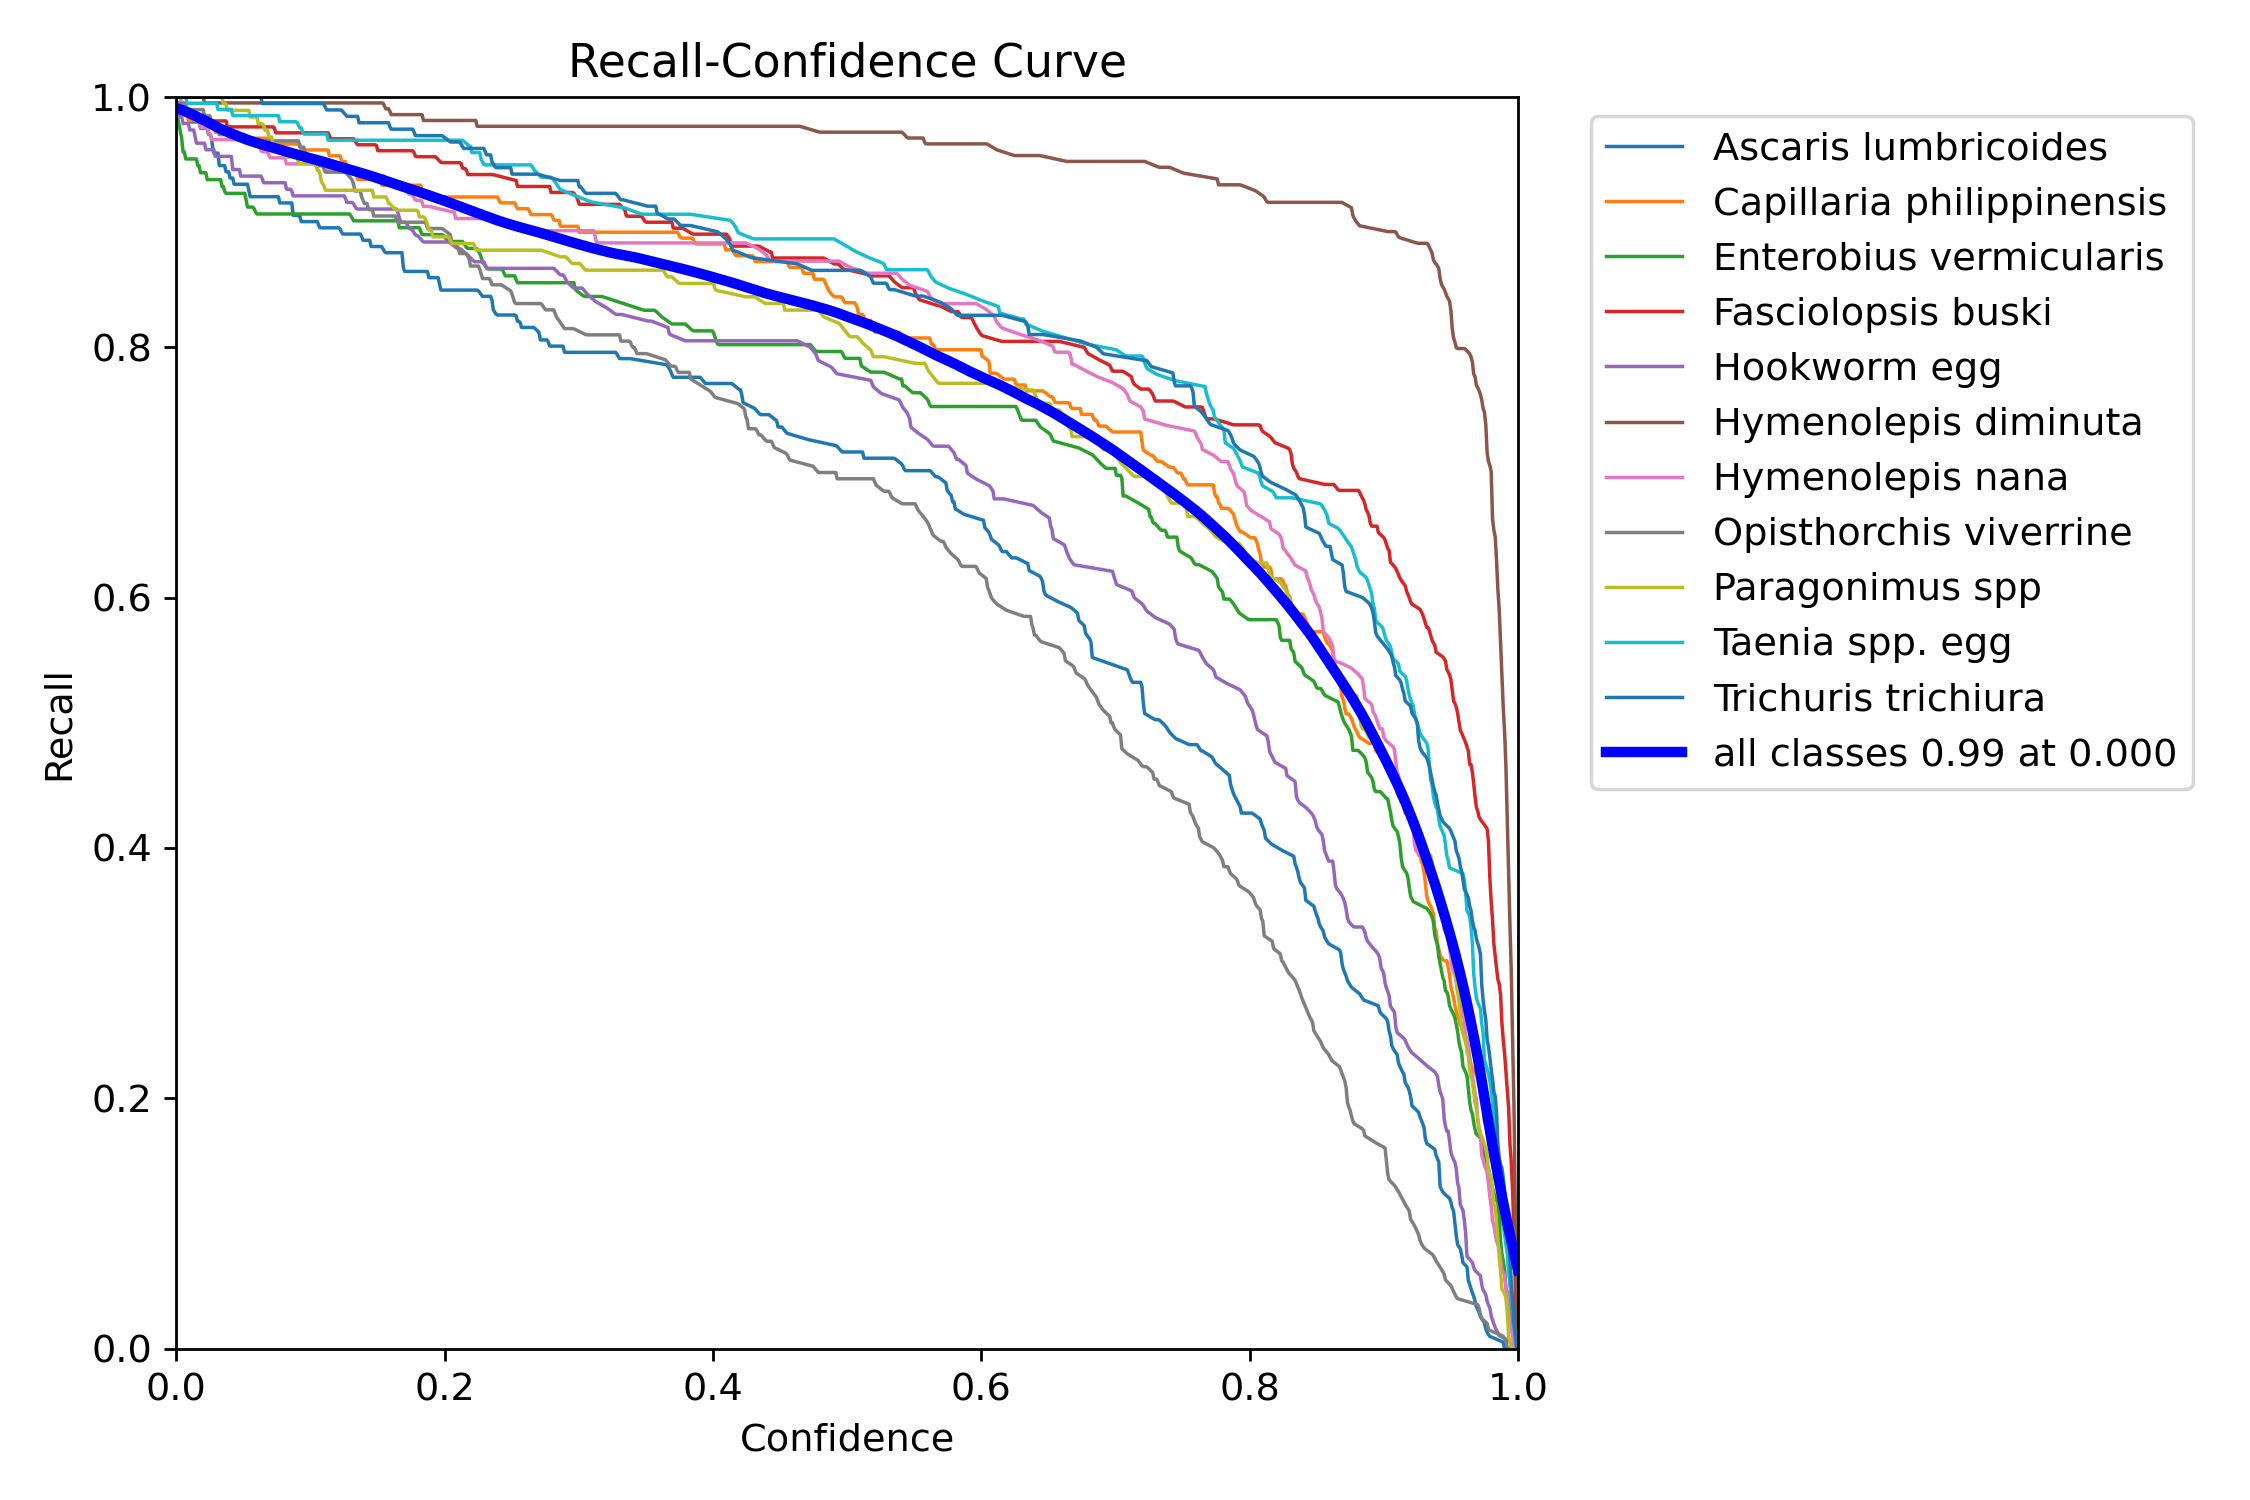 Recall-Confidence Curve
1.0
0.8
0.6
0.4
0.2
0.0
Recall
0.0 0.2 0.4 0.6 0.8 1.0
Confidence
Ascaris lumbricoides
Capillaria philippinensis
Enterobius vermicularis
Fasciolopsis buski
Hookworm egg
Hymenolepis diminuta
Hymenolepis nana
Opisthorchis viverrine
Paragonimus spp
Taenia spp. egg
Trichuris trichiura
all classes 0.99 at 0.000